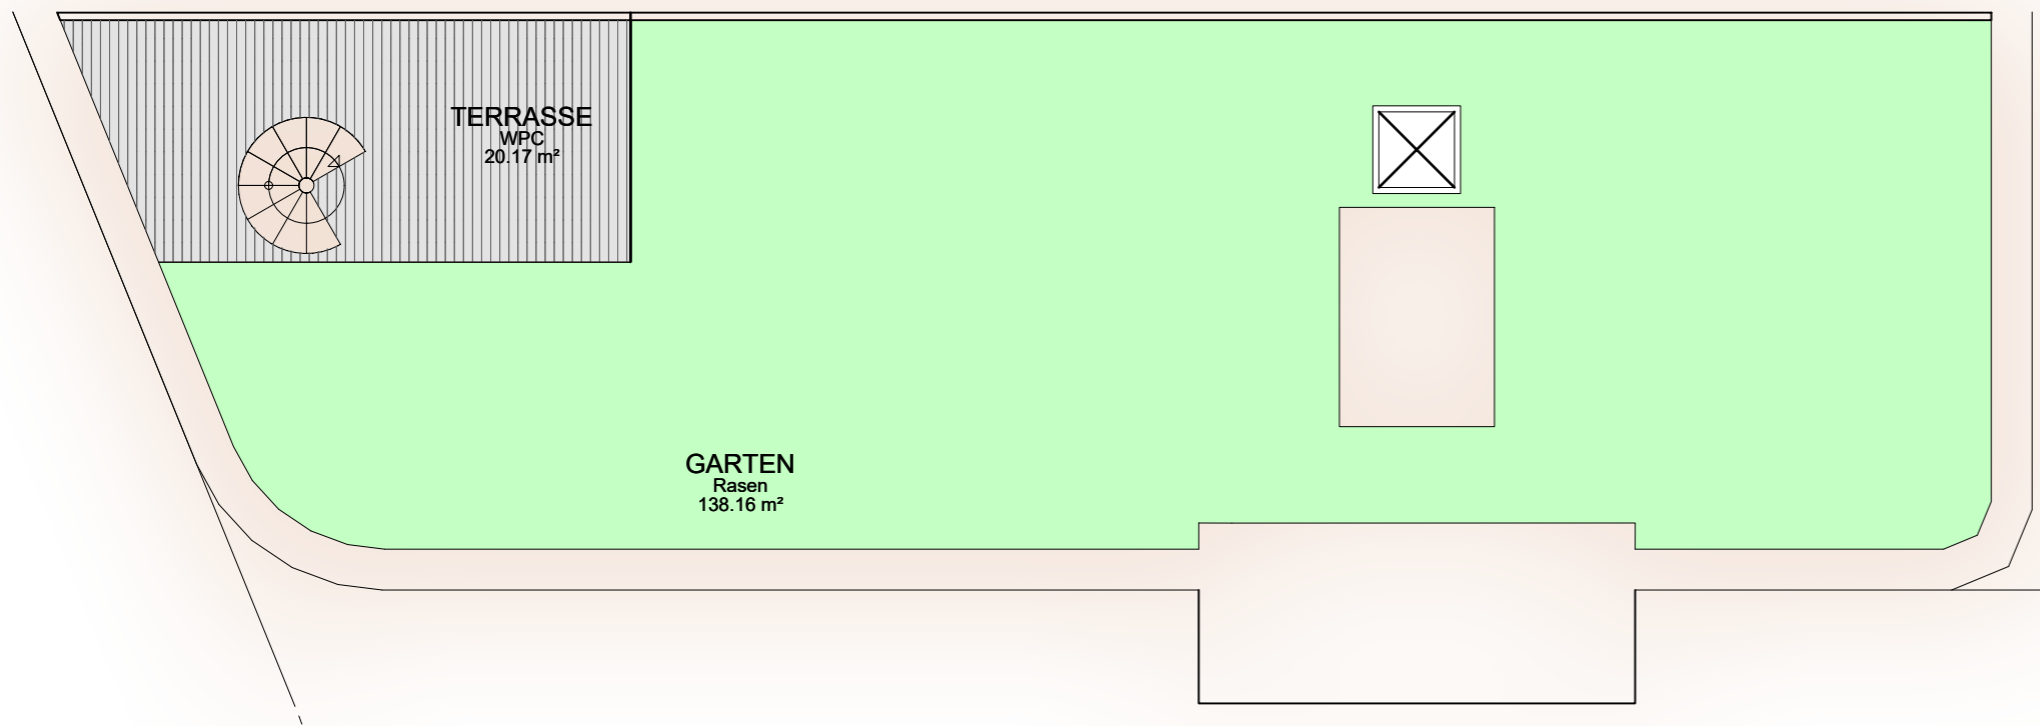 TERRASSE
WPC
20.17 m²
GARTEN
Rasen
138.16 m²